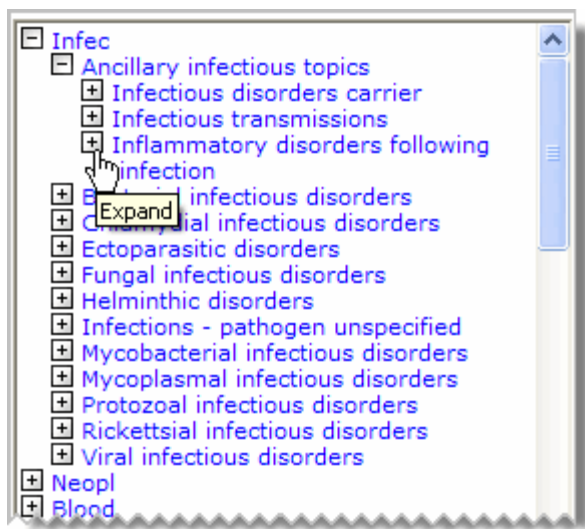 Infec
Ancillary infectious topics
Infectious disorders carrier
Infectious transmissions
Inflammatory disorders following
infection
infectious disorders
Expand
infectious disorders
Ectoparasitic disorders
Fungal infectious disorders
Helminthic disorders
Infections - pathogen unspecified
Mycobacterial infectious disorders
Mycoplasmal infectious disorders
Protozoal infectious disorders
Rickettsial infectious disorders
Viral infectious disorders
Neopl
Blood